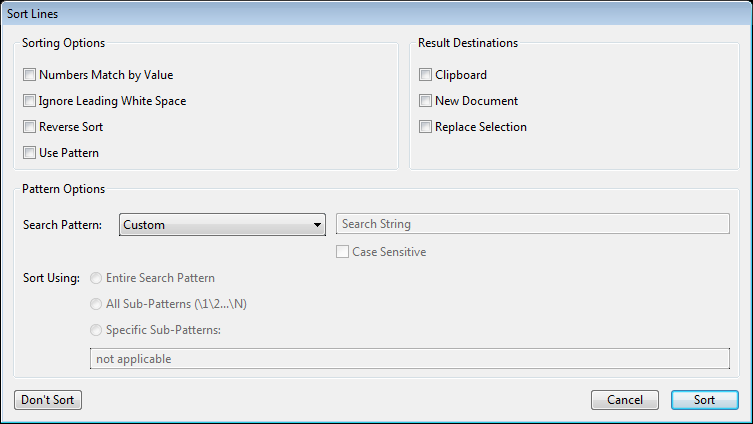 Sort Lines
Sorting Options
Numbers Match by Value
Ignore Leading White Space
Reverse Sort
Use Pattern
Result Destinations
Clipboard
New Document
Replace Selection
Pattern Options
Search Pattern: Custom Search String
Case Sensitive
Sort Using: Entire Search Pattern
All Sub-Patterns (\1\2...\N)
Specific Sub-Patterns:
not applicable
Don't Sort Cancel Sort